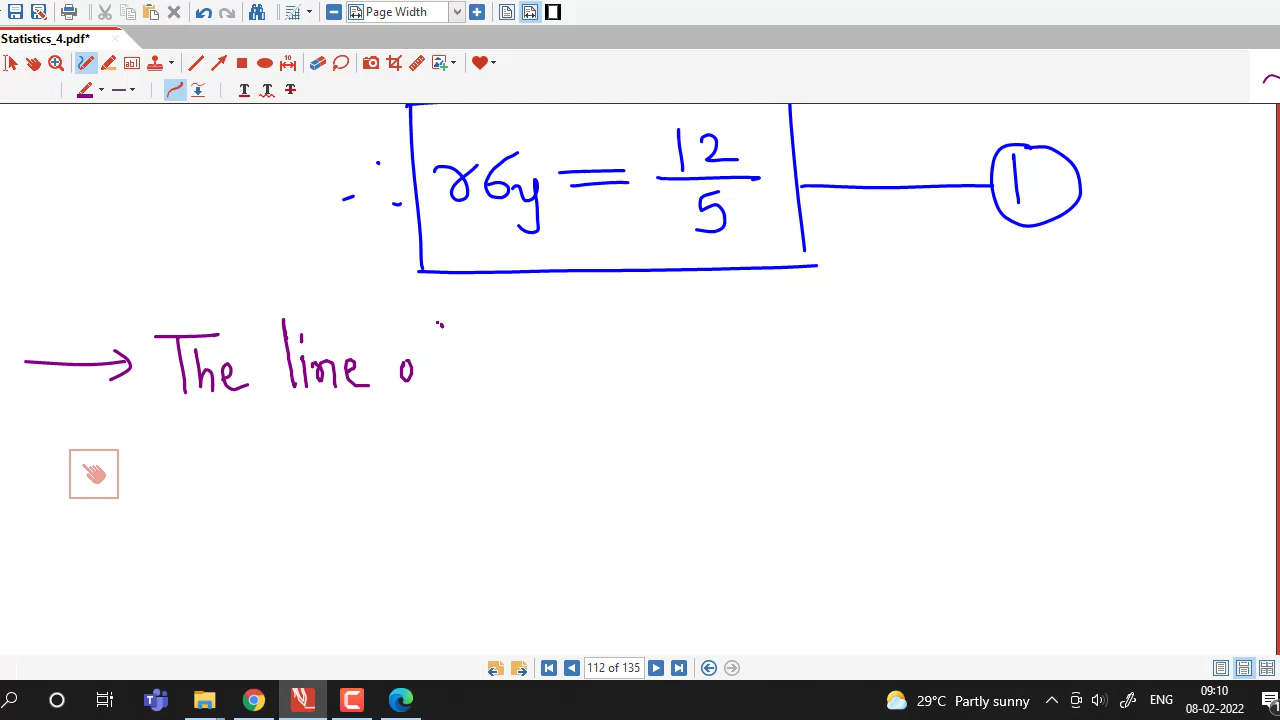 Page Width
Statistics_4.pdf*
10
T T T
∴ rσy = 12/5 ——— 1
The line o
112 of 135
29°C Partly sunny
ENG
09:10
08-02-2022